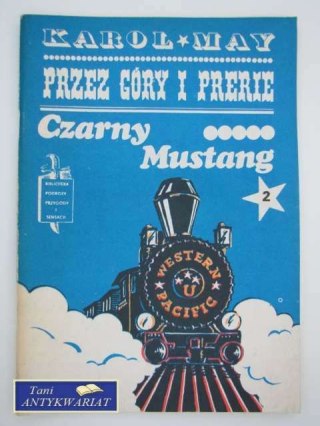 KAROL★MAY
PRZEZ GÓRY I PRERIE
Czarny
Mustang
BIBLIOTEKA
PODRÓŻY
PRZYGODY
I
SENSACJI
2
WESTERN
U
PACIFIC
Tani
ANTYKWARIAT